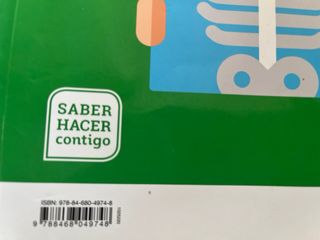 SABER
HACER
contigo
ISBN: 978-84-680-4974-8
9 788468 049748